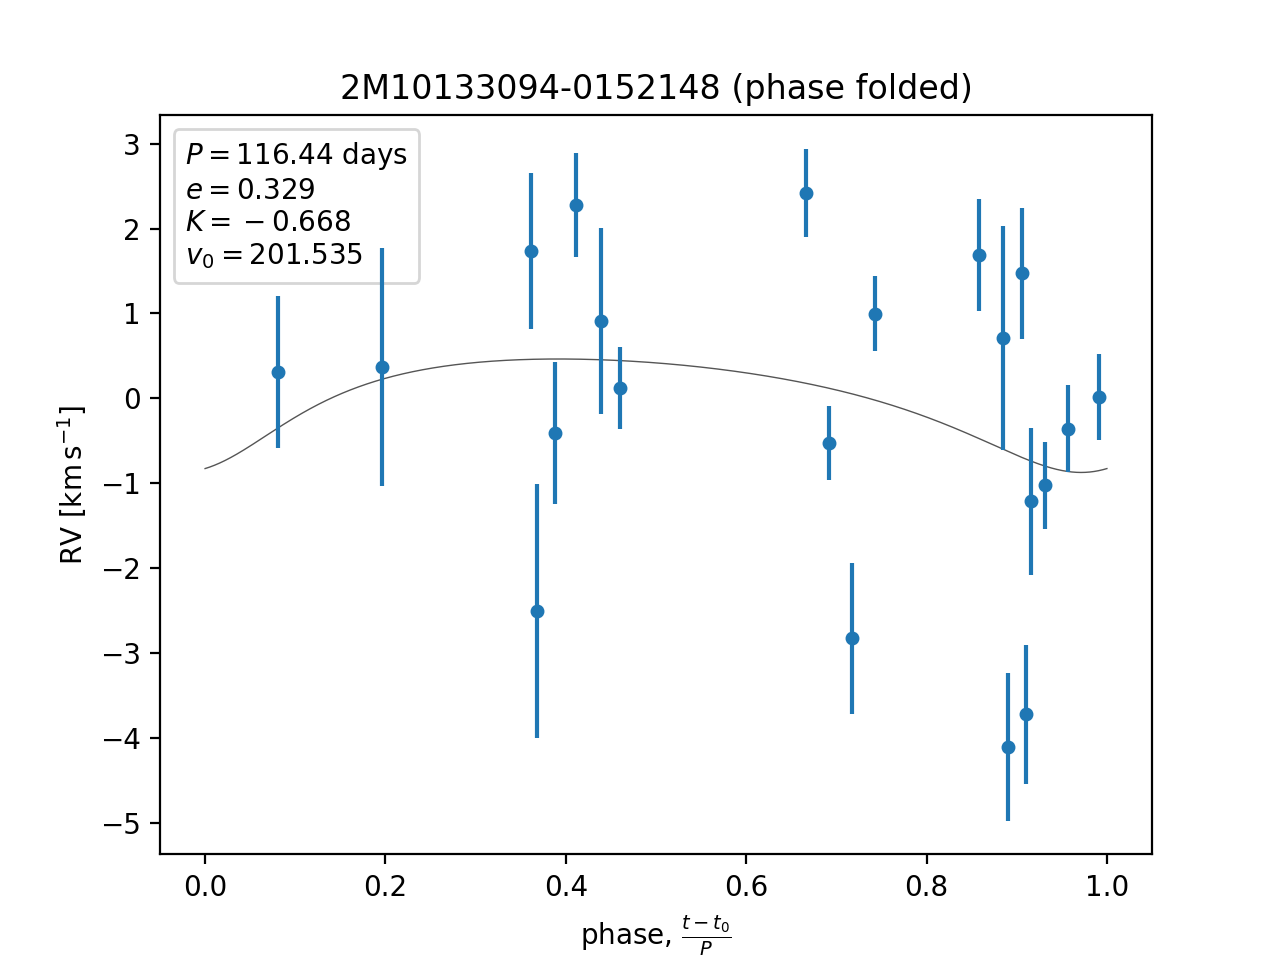 2M10133094-0152148 (phase folded)
P = 116.44 days
e = 0.329
K = −0.668
v₀ = 201.535
3
2
1
0
−1
−2
−3
−4
−5
RV [km s⁻¹]
0.0 0.2 0.4 0.6 0.8 1.0
phase, (t − t₀)/P